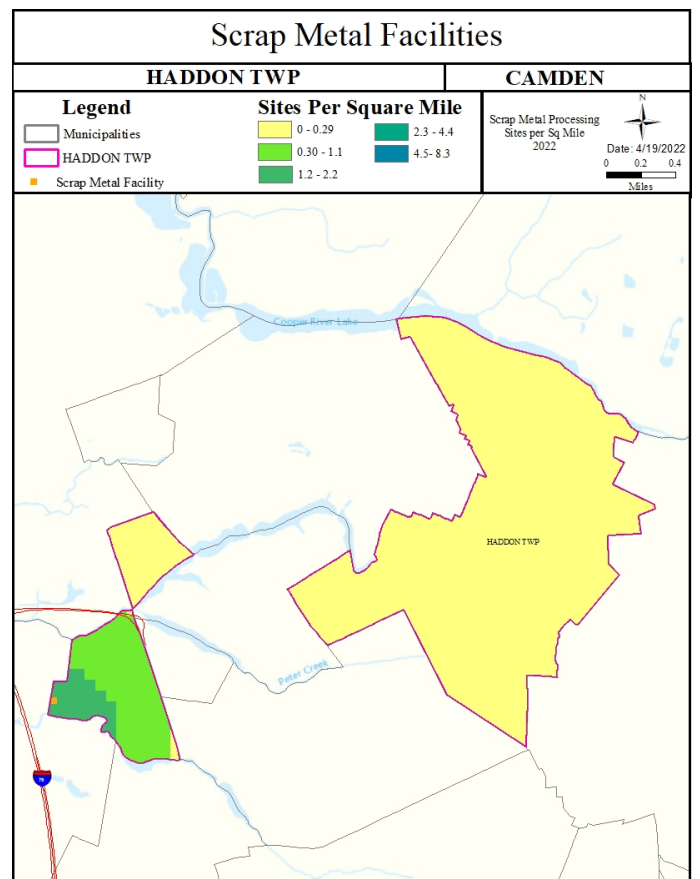 Scrap Metal Facilities
HADDON TWP
CAMDEN
Legend
Municipalities
HADDON TWP
Scrap Metal Facility
Sites Per Square Mile
0 - 0.29
0.30 - 1.1
1.2 - 2.2
2.3 - 4.4
4.5- 8.3
Scrap Metal Processing
Sites per Sq Mile
2022
N
Date: 4/19/2022
0 0.2 0.4
Miles
Cooper River Lake
HADDON TWP
Peter Creek
76